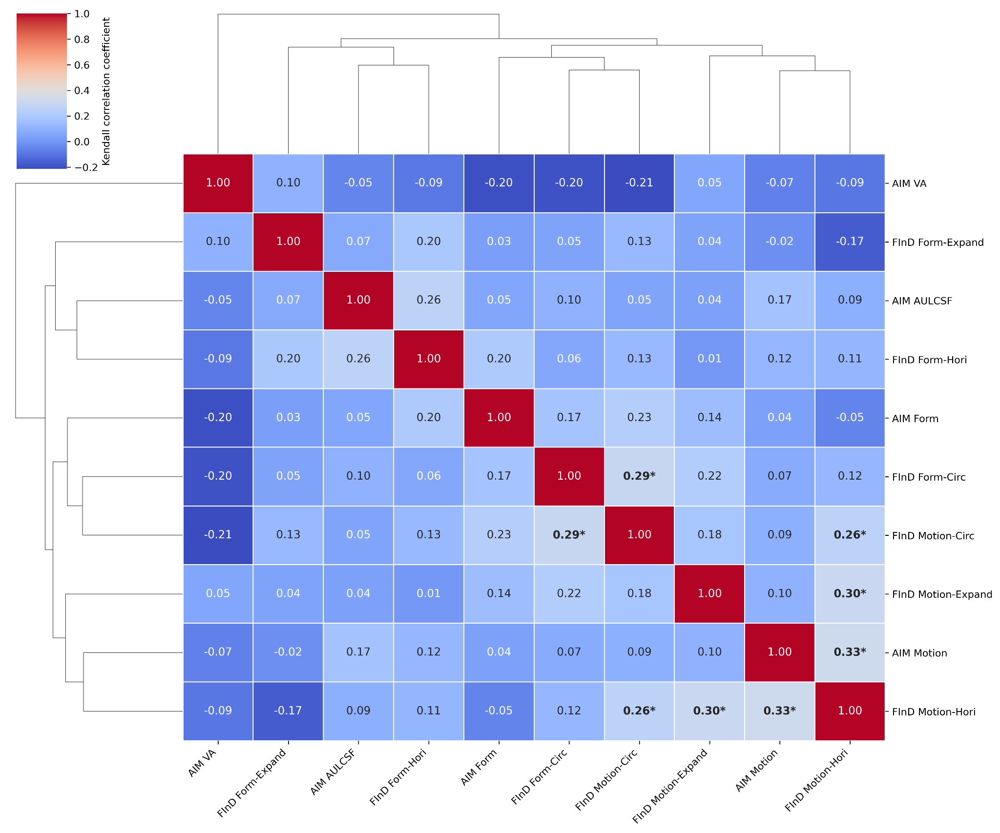 1.0
0.8
0.6
0.4
0.2
0.0
−0.2
Kendall correlation coefficient
1.00 0.10 -0.05 -0.09 -0.20 -0.20 -0.21 0.05 -0.07 -0.09 AIM VA
0.10 1.00 0.07 0.20 0.03 0.05 0.13 0.04 -0.02 -0.17 FInD Form-Expand
-0.05 0.07 1.00 0.26 0.05 0.10 0.05 0.04 0.17 0.09 AIM AULCSF
-0.09 0.20 0.26 1.00 0.20 0.06 0.13 0.01 0.12 0.11 FInD Form-Hori
-0.20 0.03 0.05 0.20 1.00 0.17 0.23 0.14 0.04 -0.05 AIM Form
-0.20 0.05 0.10 0.06 0.17 1.00 0.29* 0.22 0.07 0.12 FInD Form-Circ
-0.21 0.13 0.05 0.13 0.23 0.29* 1.00 0.18 0.09 0.26* FInD Motion-Circ
0.05 0.04 0.04 0.01 0.14 0.22 0.18 1.00 0.10 0.30* FInD Motion-Expand
-0.07 -0.02 0.17 0.12 0.04 0.07 0.09 0.10 1.00 0.33* AIM Motion
-0.09 -0.17 0.09 0.11 -0.05 0.12 0.26* 0.30* 0.33* 1.00 FInD Motion-Hori
AIM VA
FInD Form-Expand
AIM AULCSF
FInD Form-Hori
AIM Form
FInD Form-Circ
FInD Motion-Circ
FInD Motion-Expand
AIM Motion
FInD Motion-Hori